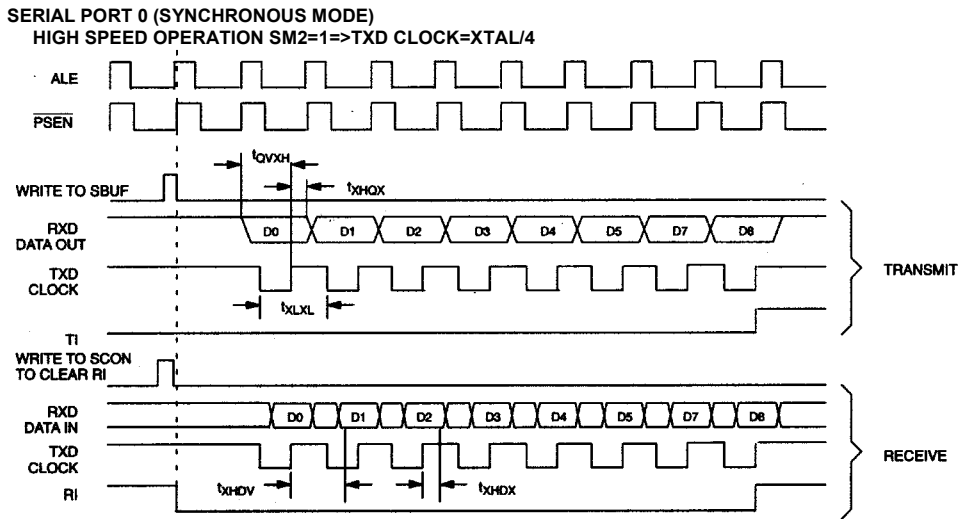 SERIAL PORT 0 (SYNCHRONOUS MODE)
HIGH SPEED OPERATION SM2=1=>TXD CLOCK=XTAL/4
ALE
PSEN
tQVXH
WRITE TO SBUF
tXHQX
RXD
DATA OUT
D0 D1 D2 D3 D4 D5 D7 D8
TXD
CLOCK
TRANSMIT
tXLXL
TI
WRITE TO SCON
TO CLEAR RI
RXD
DATA IN
D0 D1 D2 D3 D4 D5 D7 D8
TXD
CLOCK
RECEIVE
tXHDV
tXHDX
RI